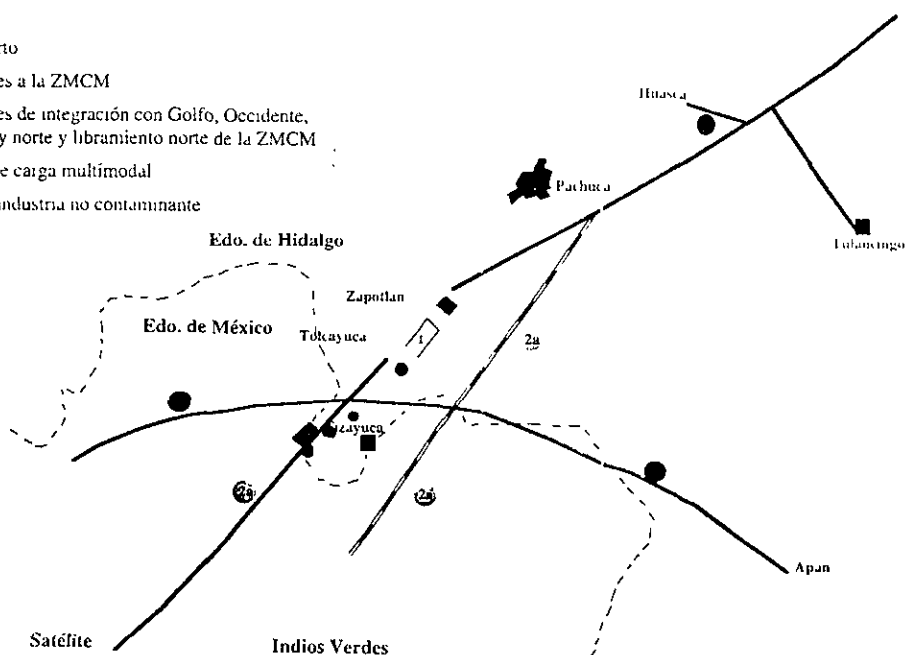 rto
es a la ZMCM
es de integración con Golfo, Occidente,
y norte y libramiento norte de la ZMCM
e carga multimodal
industria no contaminante
Huasca
Pachuca
Tulancingo
Edo. de Hidalgo
Zapotlan
Edo. de México
Tolcayuca
1
2a
izayuca
2a
2a
Apan
Satélite
Indios Verdes